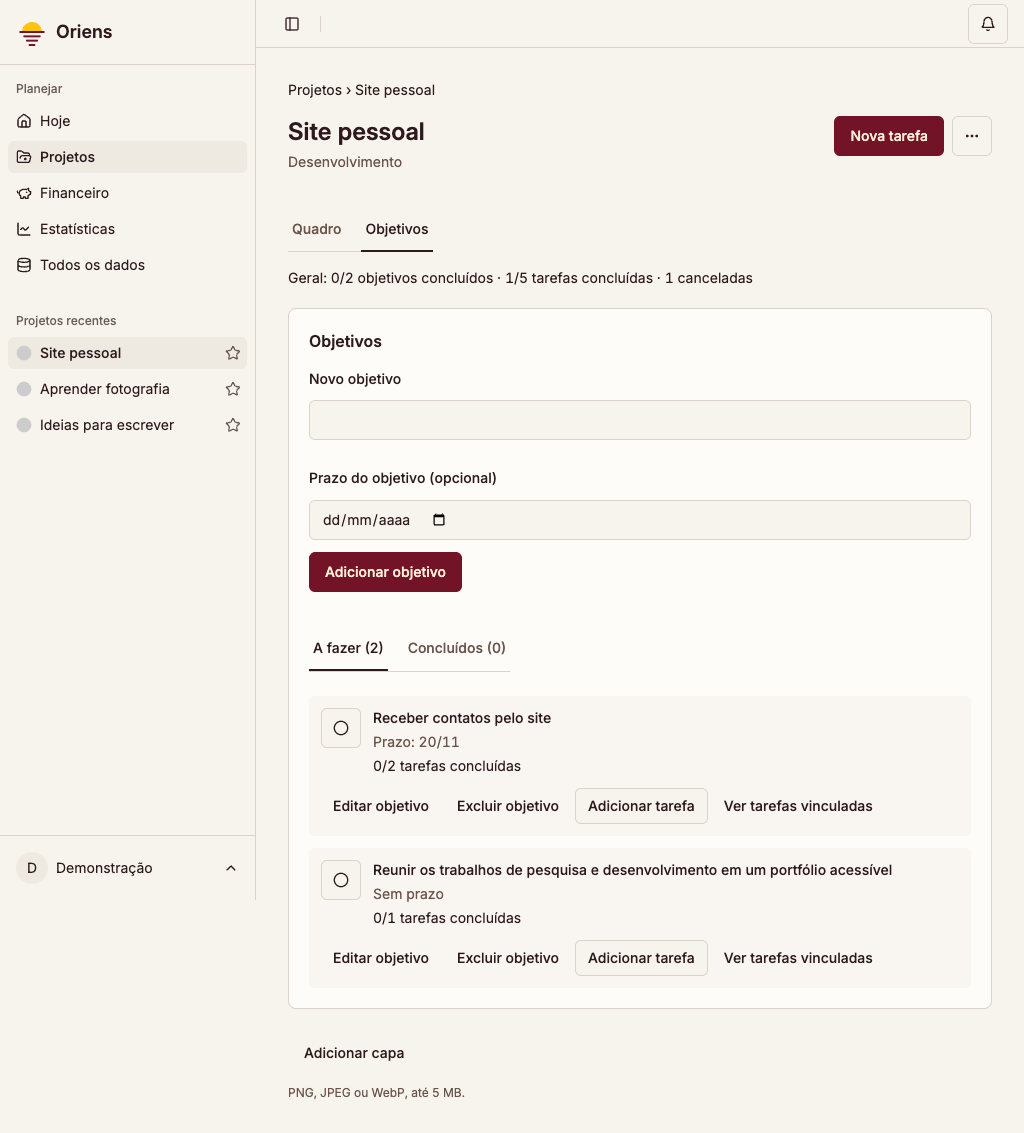 Oriens
Planejar
Hoje
Projetos
Financeiro
Estatísticas
Todos os dados
Projetos recentes
Site pessoal
Aprender fotografia
Ideias para escrever
D
Demonstração
Projetos › Site pessoal
Site pessoal
Desenvolvimento
Nova tarefa
Quadro
Objetivos
Geral: 0/2 objetivos concluídos · 1/5 tarefas concluídas · 1 canceladas
Objetivos
Novo objetivo
Prazo do objetivo (opcional)
dd/mm/aaaa
Adicionar objetivo
A fazer (2)
Concluídos (0)
Receber contatos pelo site
Prazo: 20/11
0/2 tarefas concluídas
Editar objetivo
Excluir objetivo
Adicionar tarefa
Ver tarefas vinculadas
Reunir os trabalhos de pesquisa e desenvolvimento em um portfólio acessível
Sem prazo
0/1 tarefas concluídas
Editar objetivo
Excluir objetivo
Adicionar tarefa
Ver tarefas vinculadas
Adicionar capa
PNG, JPEG ou WebP, até 5 MB.